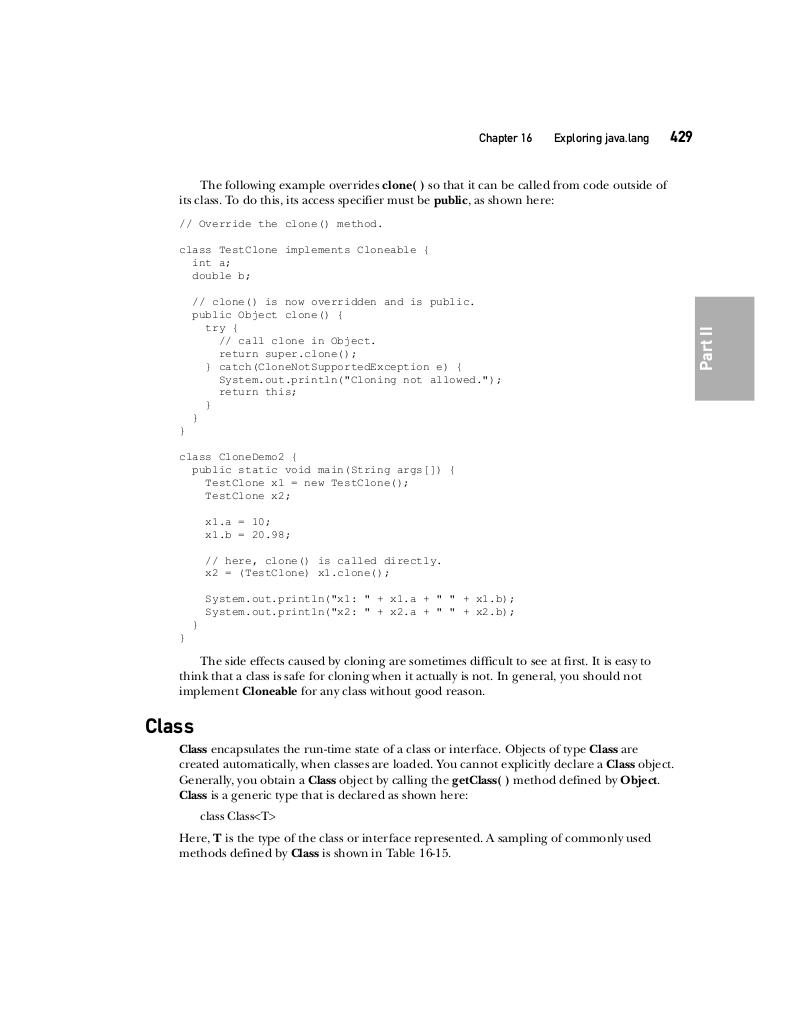 Chapter 16 Exploring java.lang 429
The following example overrides clone( ) so that it can be called from code outside of
its class. To do this, its access specifier must be public, as shown here:
// Override the clone() method.
class TestClone implements Cloneable {
int a;
double b;
// clone() is now overridden and is public.
public Object clone() {
try {
// call clone in Object.
return super.clone();
} catch(CloneNotSupportedException e) {
System.out.println("Cloning not allowed.");
return this;
}
}
}
class CloneDemo2 {
public static void main(String args[]) {
TestClone x1 = new TestClone();
TestClone x2;
x1.a = 10;
x1.b = 20.98;
// here, clone() is called directly.
x2 = (TestClone) x1.clone();
System.out.println("x1: " + x1.a + " " + x1.b);
System.out.println("x2: " + x2.a + " " + x2.b);
}
}
The side effects caused by cloning are sometimes difficult to see at first. It is easy to
think that a class is safe for cloning when it actually is not. In general, you should not
implement Cloneable for any class without good reason.
Class
Class encapsulates the run-time state of a class or interface. Objects of type Class are
created automatically, when classes are loaded. You cannot explicitly declare a Class object.
Generally, you obtain a Class object by calling the getClass( ) method defined by Object.
Class is a generic type that is declared as shown here:
class Class<T>
Here, T is the type of the class or interface represented. A sampling of commonly used
methods defined by Class is shown in Table 16-15.
Part II